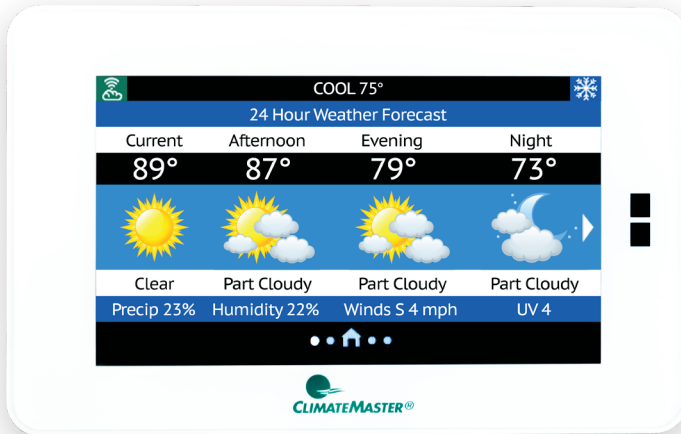 COOL 75°
24 Hour Weather Forecast
Current Afternoon Evening Night
89° 87° 79° 73°
Clear Part Cloudy Part Cloudy Part Cloudy
Precip 23% Humidity 22% Winds S 4 mph UV 4
CLIMATEMASTER®